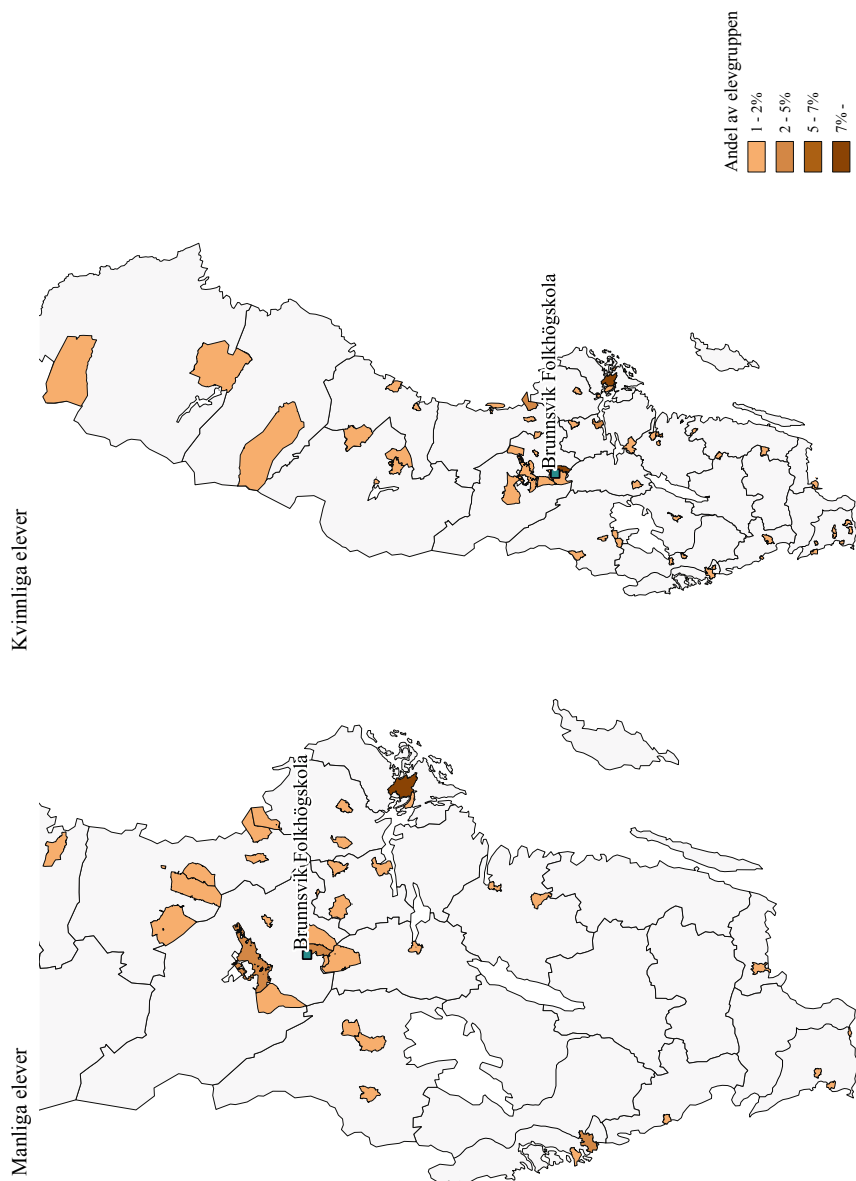 Manliga elever
Brunnsvik Folkhögskola
Kvinnliga elever
Brunnsvik Folkhögskola
Andel av elevgruppen
1 - 2%
2 - 5%
5 - 7%
7% -